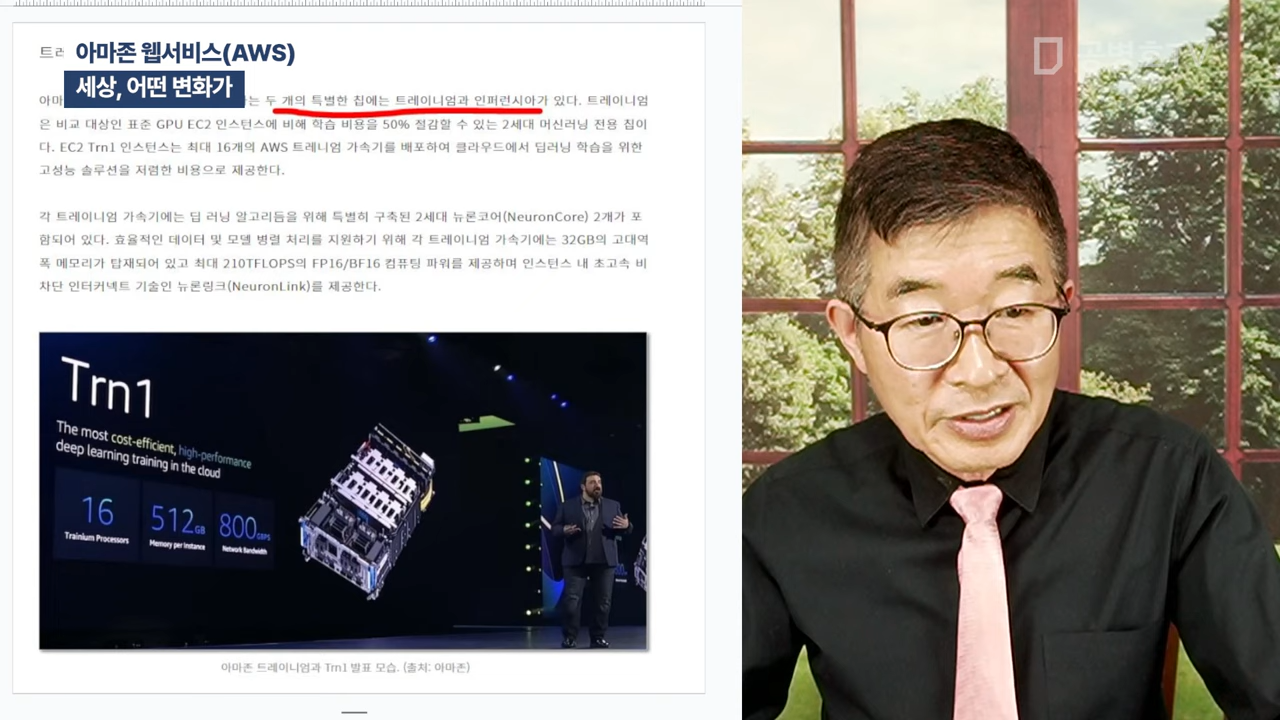 트레
아마존 웹서비스(AWS)
세상, 어떤 변화가
공병호TV
아마 는 두 개의 특별한 칩에는 트레이니엄과 인퍼런시아가 있다. 트레이니엄
은 비교 대상인 표준 GPU EC2 인스턴스에 비해 학습 비용을 50% 절감할 수 있는 2세대 머신러닝 전용 칩이
다. EC2 Trn1 인스턴스는 최대 16개의 AWS 트레니엄 가속기를 배포하여 클라우드에서 딥러닝 학습을 위한
고성능 솔루션을 저렴한 비용으로 제공한다.
각 트레이니엄 가속기에는 딥 러닝 알고리듬을 위해 특별히 구축된 2세대 뉴론코어(NeuronCore) 2개가 포
함되어 있다. 효율적인 데이터 및 모델 병렬 처리를 지원하기 위해 각 트레이니엄 가속기에는 32GB의 고대역
폭 메모리가 탑재되어 있고 최대 210TFLOPS의 FP16/BF16 컴퓨팅 파워를 제공하며 인스턴스 내 초고속 비
차단 인터커넥트 기술인 뉴론링크(NeuronLink)를 제공한다.
Trn1
The most cost-efficient, high-performance
deep learning training in the cloud
16
Trainium Processors
512GB
Memory per instance
800GBPS
Network Bandwidth
아마존 트레이니엄과 Trn1 발표 모습. (출처: 아마존)